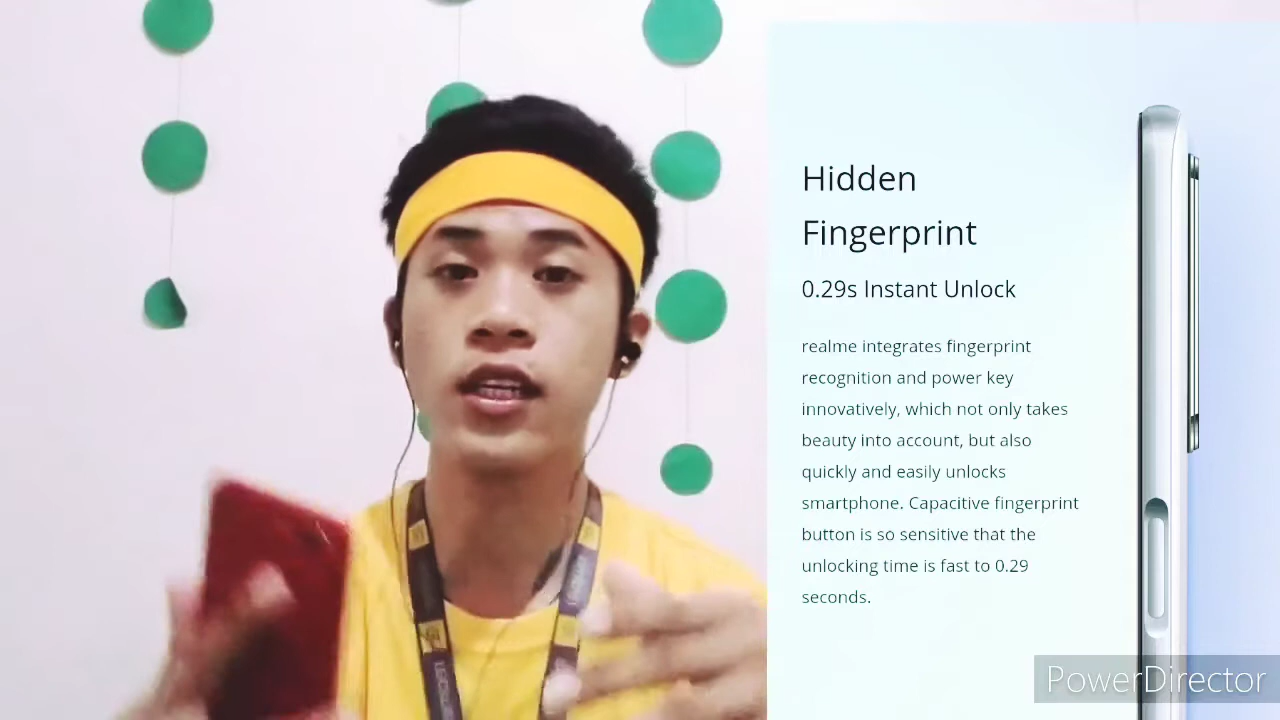 Hidden
Fingerprint
0.29s Instant Unlock
realme integrates fingerprint
recognition and power key
innovatively, which not only takes
beauty into account, but also
quickly and easily unlocks
smartphone. Capacitive fingerprint
button is so sensitive that the
unlocking time is fast to 0.29
seconds.
PowerDirector